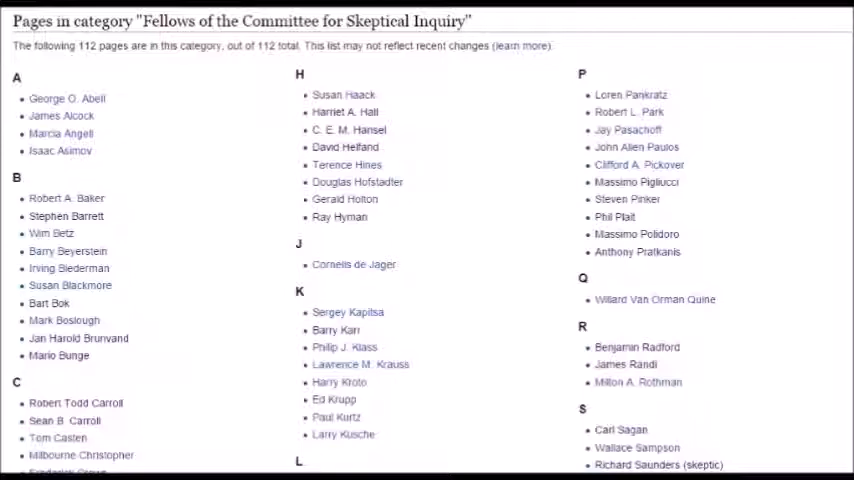 Pages in category "Fellows of the Committee for Skeptical Inquiry"
The following 112 pages are in this category, out of 112 total. This list may not reflect recent changes (learn more).
A
George O. Abell
James Alcock
Marcia Angell
Isaac Asimov
B
Robert A. Baker
Stephen Barrett
Wim Betz
Barry Beyerstein
Irving Biederman
Susan Blackmore
Bart Bok
Mark Boslough
Jan Harold Brunvand
Mario Bunge
C
Robert Todd Carroll
Sean B. Carroll
Tom Casten
Milbourne Christopher
H
Susan Haack
Harriet A. Hall
C. E. M. Hansel
David Helfand
Terence Hines
Douglas Hofstadter
Gerald Holton
Ray Hyman
J
Cornelis de Jager
K
Sergey Kapitsa
Barry Karr
Philip J. Klass
Lawrence M. Krauss
Harry Kroto
Ed Krupp
Paul Kurtz
Larry Kusche
L
P
Loren Pankratz
Robert L. Park
Jay Pasachoff
John Allen Paulos
Clifford A. Pickover
Massimo Pigliucci
Steven Pinker
Phil Plait
Massimo Polidoro
Anthony Pratkanis
Q
Willard Van Orman Quine
R
Benjamin Radford
James Randi
Milton A. Rothman
S
Carl Sagan
Wallace Sampson
Richard Saunders (skeptic)